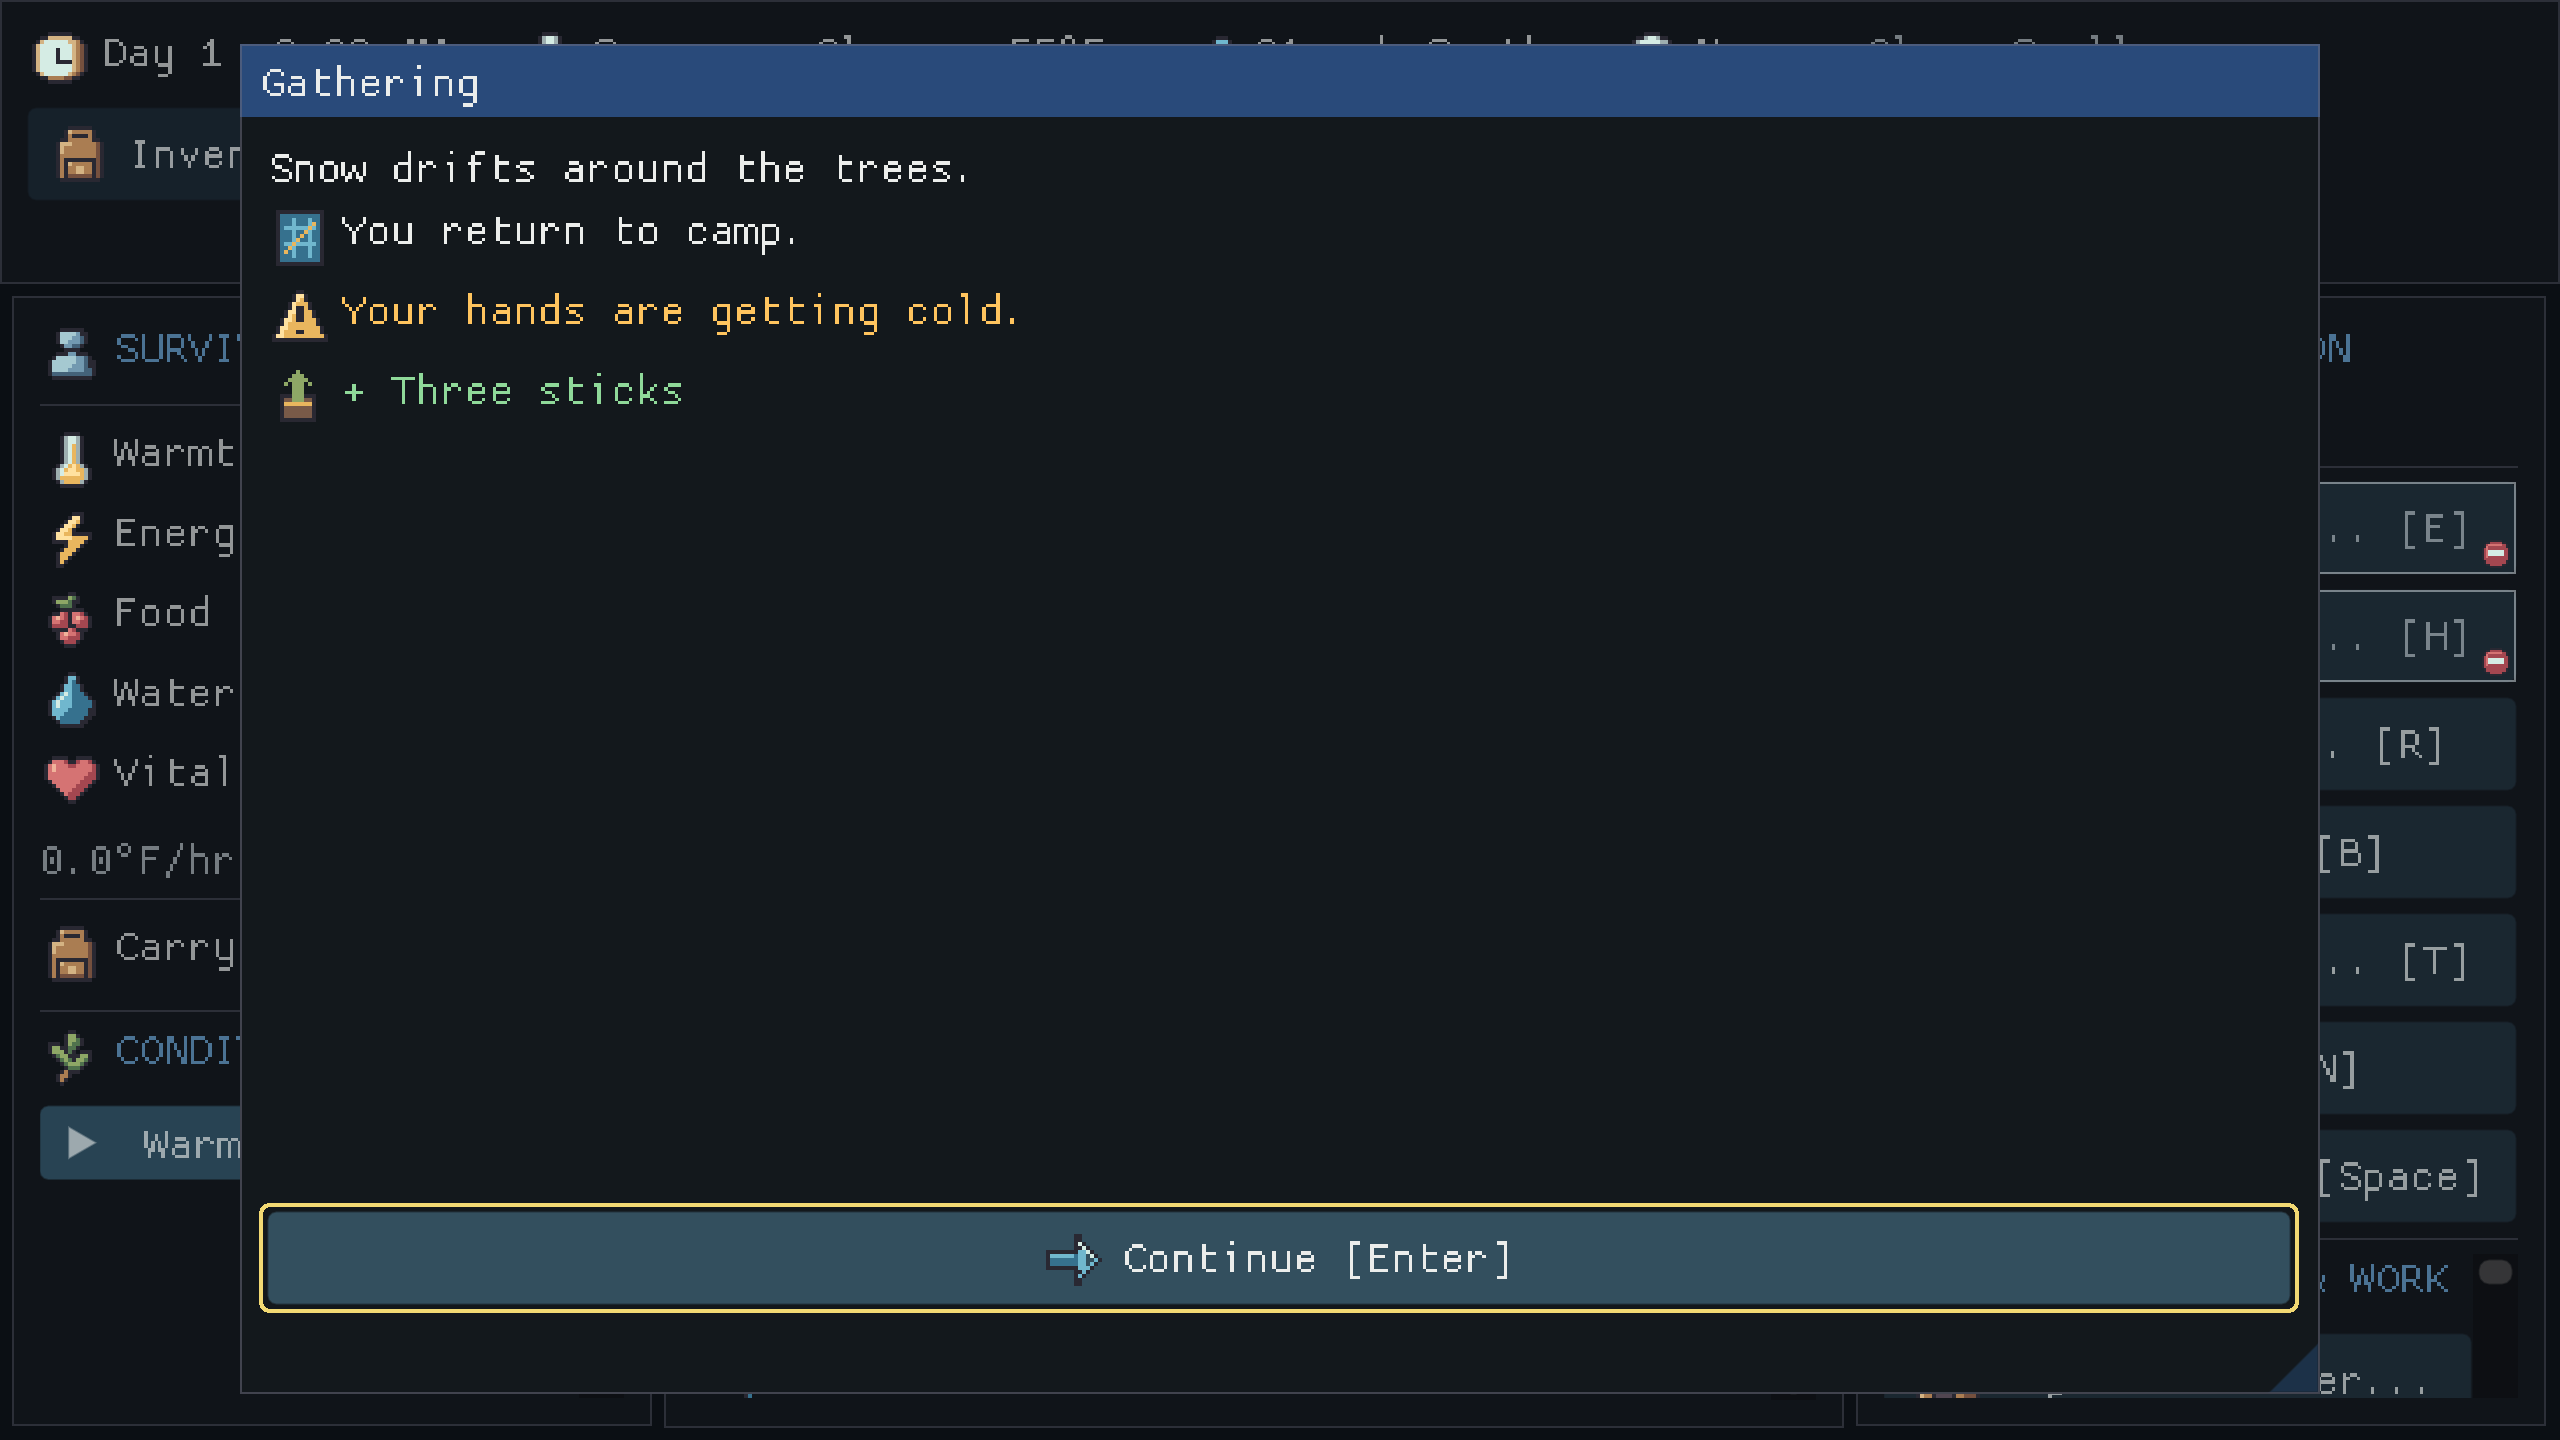 Day 1
Gathering
Inver
Snow drifts around the trees.
You return to camp.
Your hands are getting cold.
+ Three sticks
SURVI
Warmt
Energ
Food
Water
Vital
0.0°F/hr
Carry
CONDI
Warm
.. [E]
.. [H]
. [R]
[B]
.. [T]
N]
[Space]
WORK
er...
Continue [Enter]